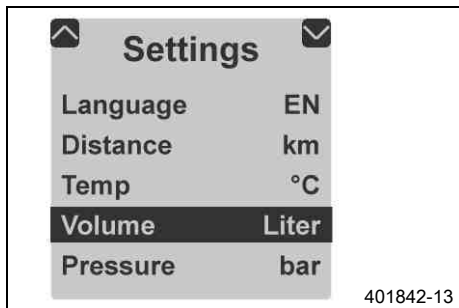 Settings
Language EN
Distance km
Temp °C
Volume Liter
Pressure bar
401842-13